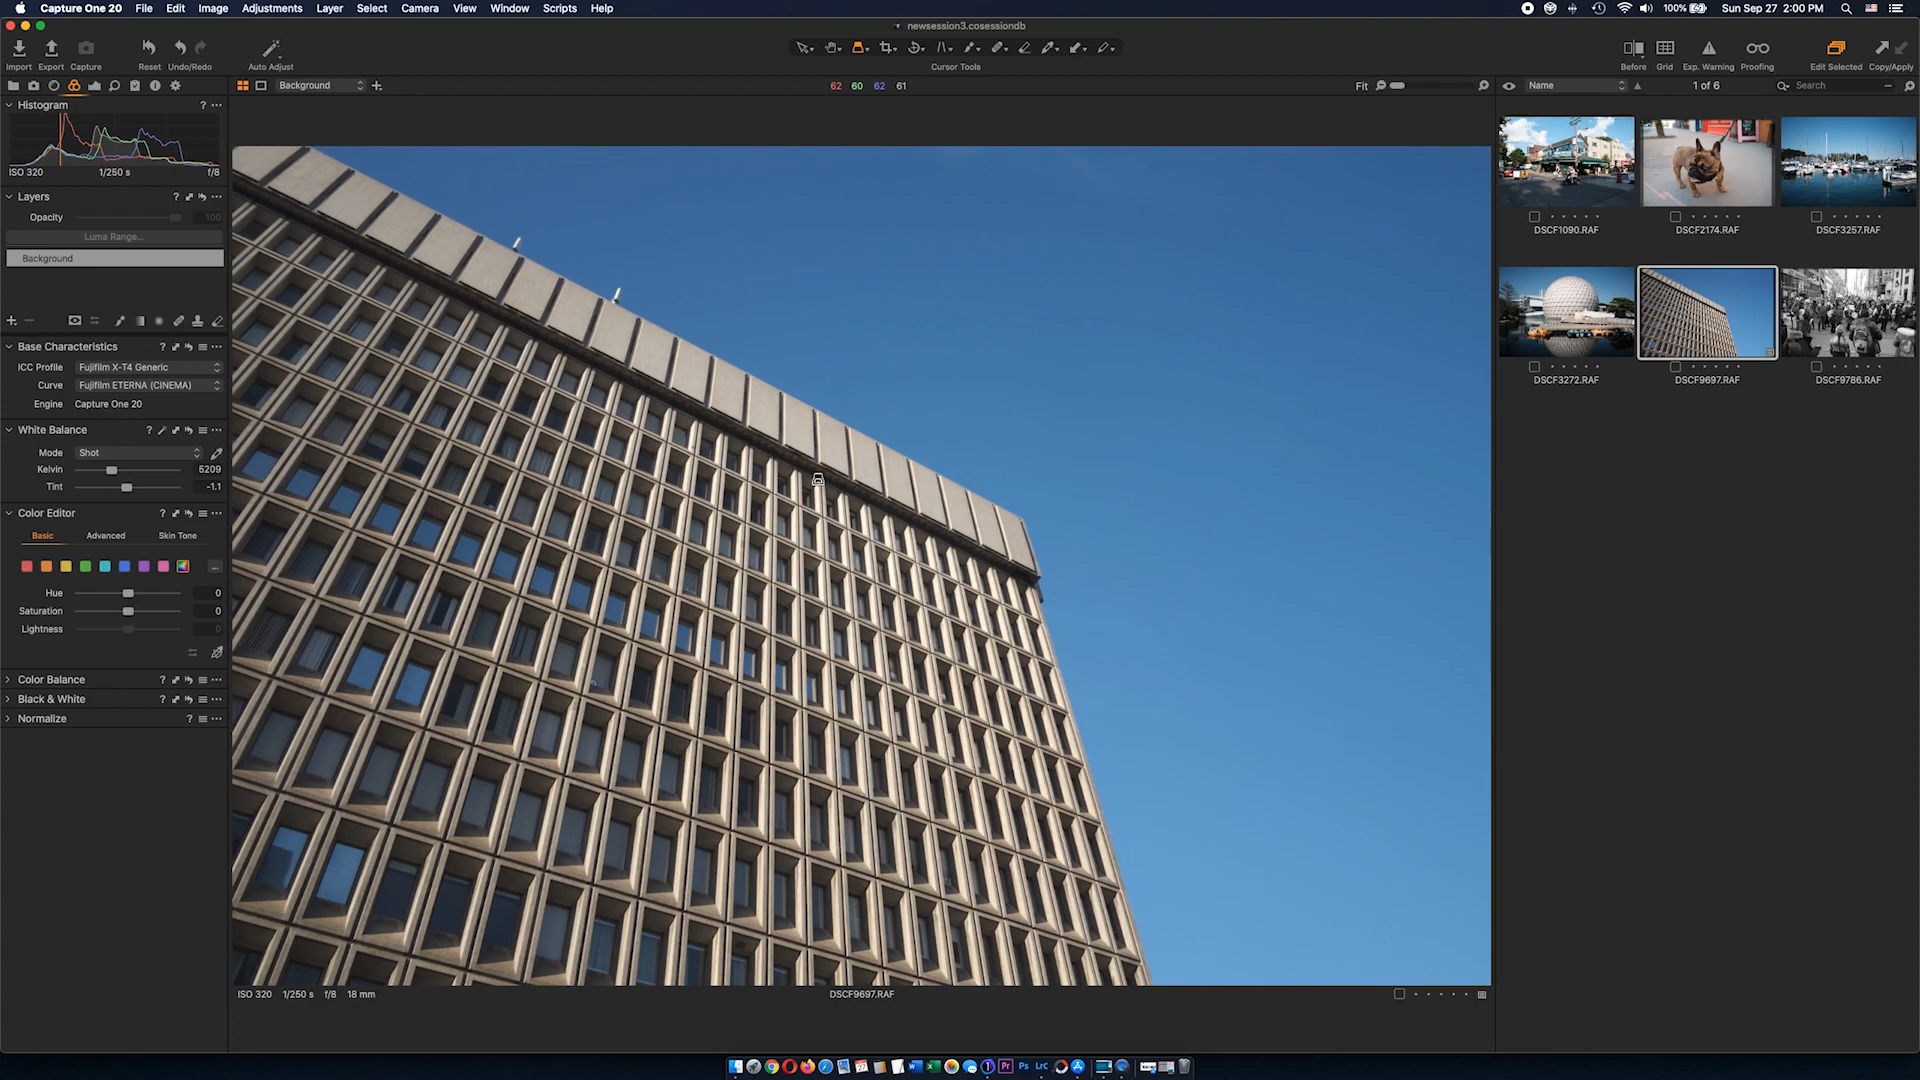 Capture One 20 File Edit Image Adjustments Layer Select Camera View Window Scripts Help
100% Sun Sep 27 2:00 PM
newsession3.cosessiondb
Import Export Capture Reset Undo/Redo Auto Adjust
Cursor Tools
Before Grid Exp. Warning Proofing Edit Selected Copy/Apply
Background
62 60 62 61
Fit
Name
1 of 6
Search
Histogram
ISO 320 1/250 s f/8
Layers
Opacity 100
Luma Range...
Background
Base Characteristics
ICC Profile Fujifilm X-T4 Generic
Curve Fujifilm ETERNA (CINEMA)
Engine Capture One 20
White Balance
Mode Shot
Kelvin 5209
Tint -1.1
Color Editor
Basic Advanced Skin Tone
Hue 0
Saturation 0
Lightness 0
Color Balance
Black & White
Normalize
ISO 320 1/250 s f/8 18 mm
DSCF9697.RAF
DSCF1090.RAF DSCF2174.RAF DSCF3257.RAF
DSCF3272.RAF DSCF9697.RAF DSCF9786.RAF
Pr Ps LrC